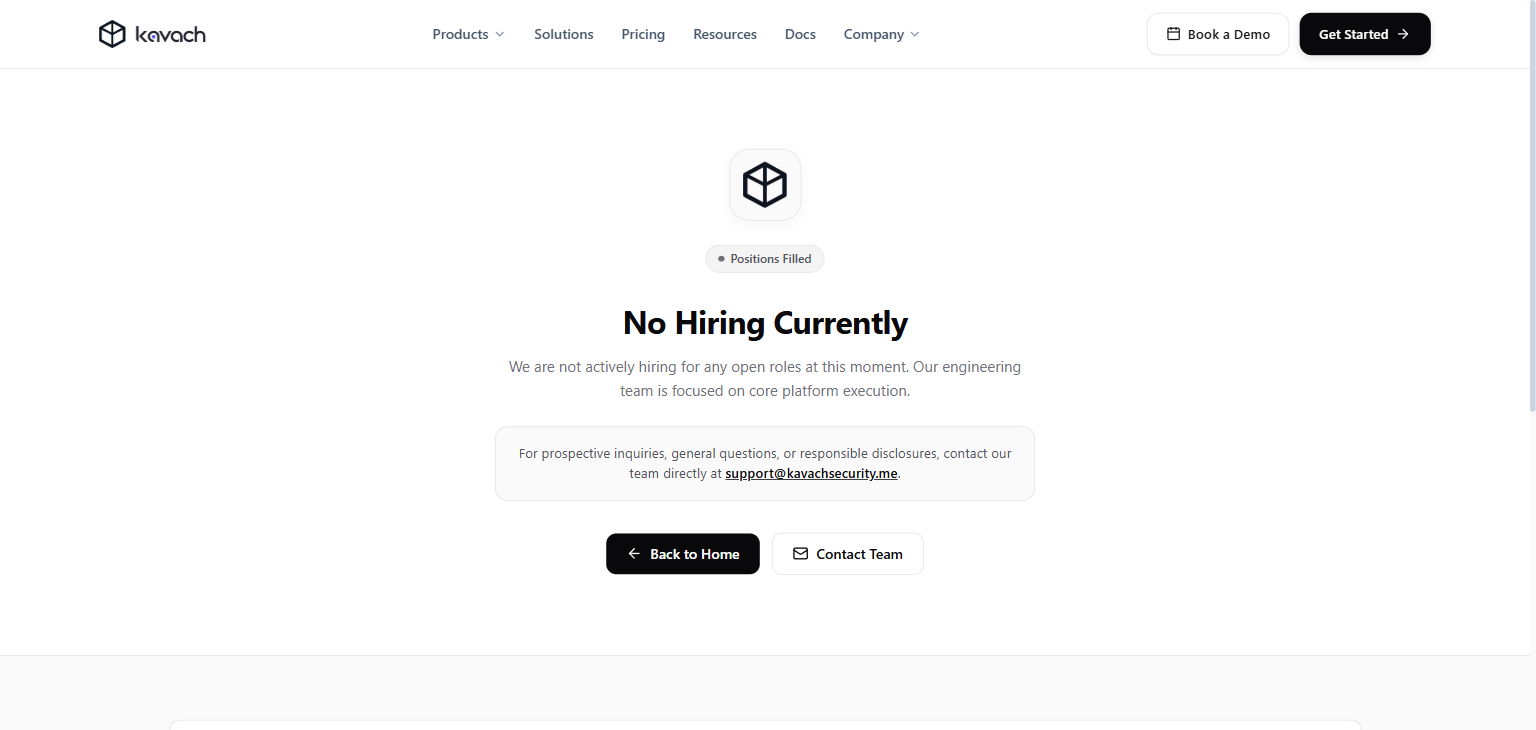 kavach
Products
Solutions
Pricing
Resources
Docs
Company
Book a Demo
Get Started
Positions Filled
No Hiring Currently
We are not actively hiring for any open roles at this moment. Our engineering
team is focused on core platform execution.
For prospective inquiries, general questions, or responsible disclosures, contact our
team directly at support@kavachsecurity.me.
Back to Home
Contact Team